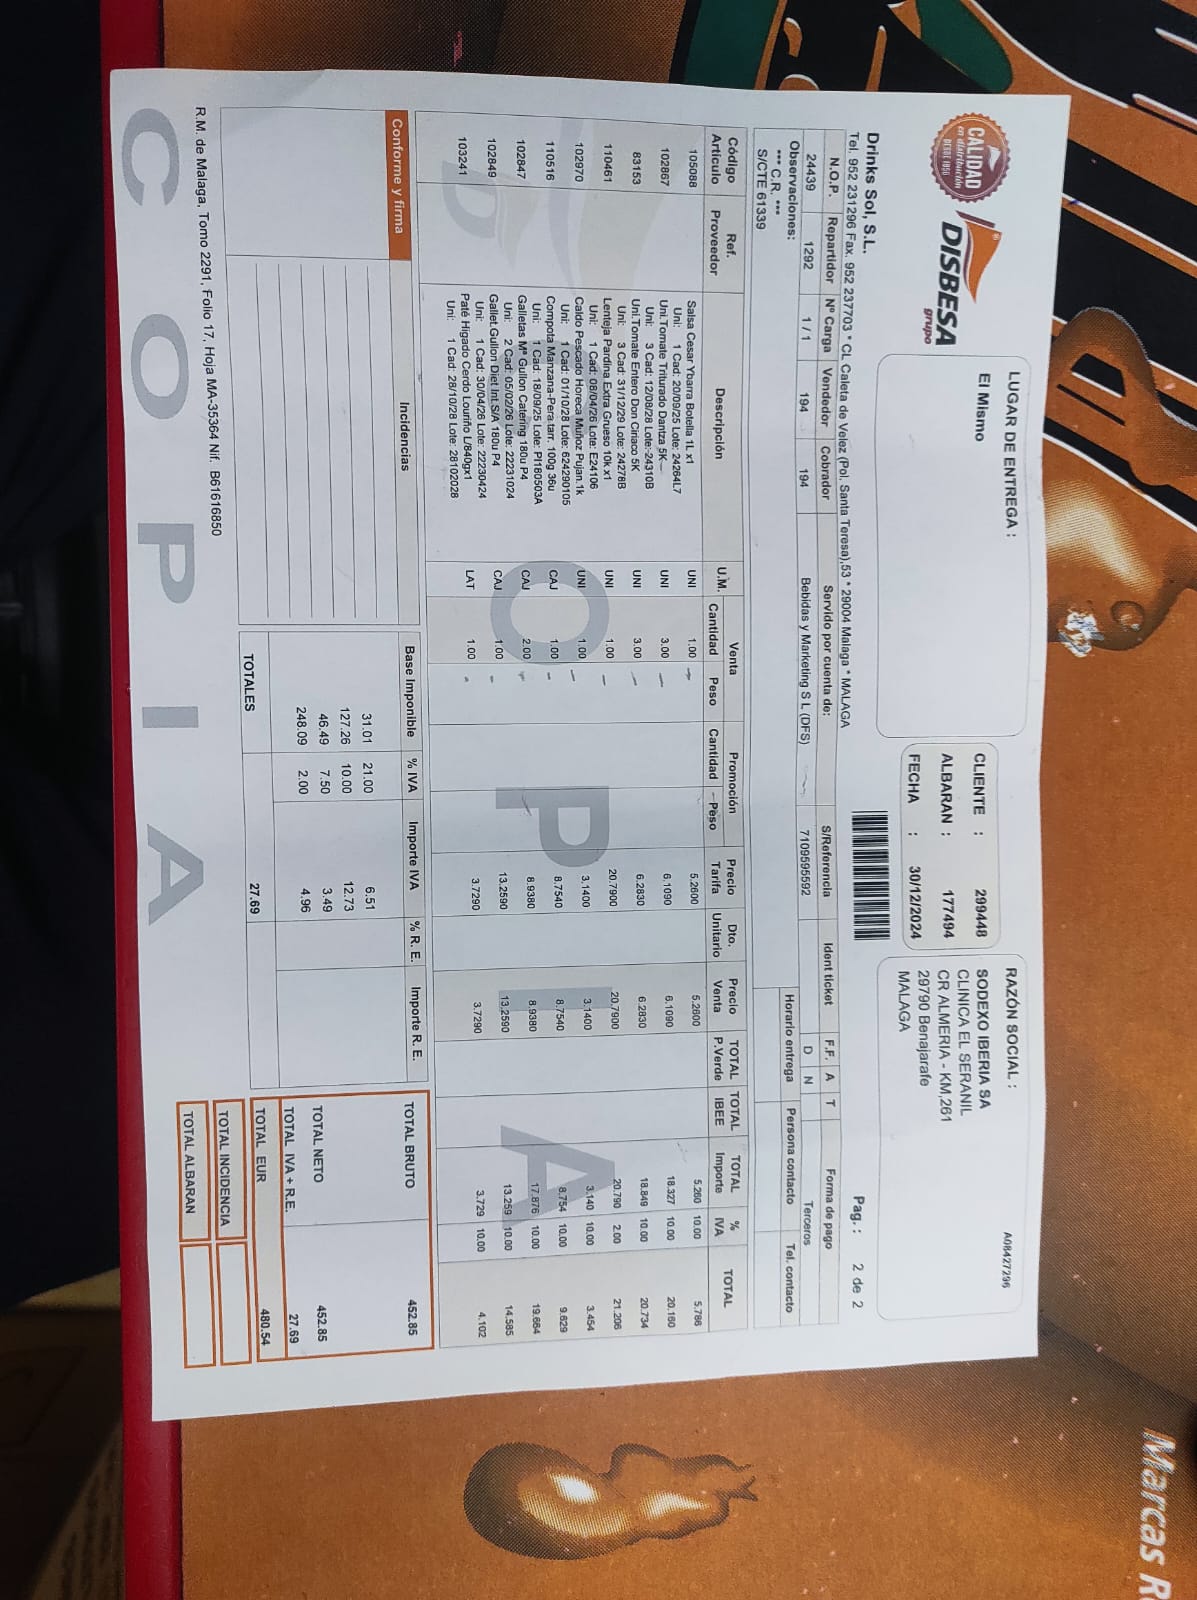 CALIDAD
en distribución
DESDE 1956
DISBESA
grupo
LUGAR DE ENTREGA :
El Mismo
CLIENTE : 299448
ALBARAN : 177494
FECHA : 30/12/2024
RAZÓN SOCIAL : A08427296
SODEXO IBERIA SA
CLINICA EL SERANIL
CR ALMERIA - KM,261
29790 Benajarafe
MALAGA
Drinks Sol, S.L.
Tel. 952 231296 Fax. 952 237703 * CL Caleta de Velez (Pol. Santa Teresa),53 * 29004 Malaga * MALAGA
Pag. : 2 de 2
N.O.P. Repartidor Nº Carga Vendedor Cobrador Servido por cuenta de: S/Referencia Ident ticket F.F. A T Forma de pago
24439 1292 1 / 1 194 194 Bebidas y Marketing S L (DFS) 7109595592 D N Terceros
Observaciones: Horario entrega Persona contacto Tel. contacto
*** C.R. ***
S/CTE 61339
Código Artículo Ref. Proveedor Descripción U.M. Venta Cantidad Peso Promoción Cantidad Peso Precio Tarifa Dto. Unitario Precio Venta TOTAL P.Verde TOTAL IBEE TOTAL Importe % IVA TOTAL
105088 Salsa Cesar Ybarra Botella 1L x1 UNI 1.00 5.2600 5.2600 5.260 10.00 5.786
Uni: 1 Cad: 20/09/25 Lote: 24264L7
102867 Uni.Tomate Triturado Dantza 5K UNI 3.00 6.1090 6.1090 18.327 10.00 20.160
Uni: 3 Cad: 12/08/28 Lote: 24310B
83153 Uni.Tomate Entero Don Ciriaco 5K UNI 3.00 6.2830 6.2830 18.849 10.00 20.734
Uni: 3 Cad: 31/12/29 Lote: 24278B
110461 Lenteja Pardina Extra Grueso 10k x1 UNI 1.00 20.7900 20.7900 20.790 2.00 21.206
Uni: 1 Cad: 08/04/26 Lote: E24106
102970 Caldo Pescado Horeca Muñoz Pujan.1k UNI 1.00 3.1400 3.1400 3.140 10.00 3.454
Uni: 1 Cad: 01/10/28 Lote: 624290105
110516 Compota Manzana-Pera tarr. 100g 36u CAJ 1.00 8.7540 8.7540 8.754 10.00 9.629
Uni: 1 Cad: 18/09/25 Lote: PI180503A
102847 Galletas Mª Gullon Catering 180u P4 CAJ 2.00 8.9380 8.9380 17.876 10.00 19.664
Uni: 2 Cad: 05/02/26 Lote: 22231024
102849 Gallet.Gullon Diet Int.S/A 180u P4 CAJ 1.00 13.2590 13.2590 13.259 10.00 14.585
Uni: 1 Cad: 30/04/26 Lote: 22230424
103241 Paté Higado Cerdo Louriño L/840gx1 LAT 1.00 3.7290 3.7290 3.729 10.00 4.102
Uni: 1 Cad: 28/10/28 Lote: 28102028
COPIA
Conforme y firma Incidencias
Base Imponible % IVA Importe IVA % R. E. Importe R. E.
31.01 21.00 6.51
127.26 10.00 12.73
46.49 7.50 3.49
248.09 2.00 4.96
TOTALES 27.69
TOTAL BRUTO 452.85
TOTAL NETO 452.85
TOTAL IVA + R.E. 27.69
TOTAL EUR 480.54
TOTAL INCIDENCIA
TOTAL ALBARAN
R.M. de Malaga, Tomo 2291, Folio 17, Hoja MA-35364 Nif. B61616850
COPIA
Marcas R